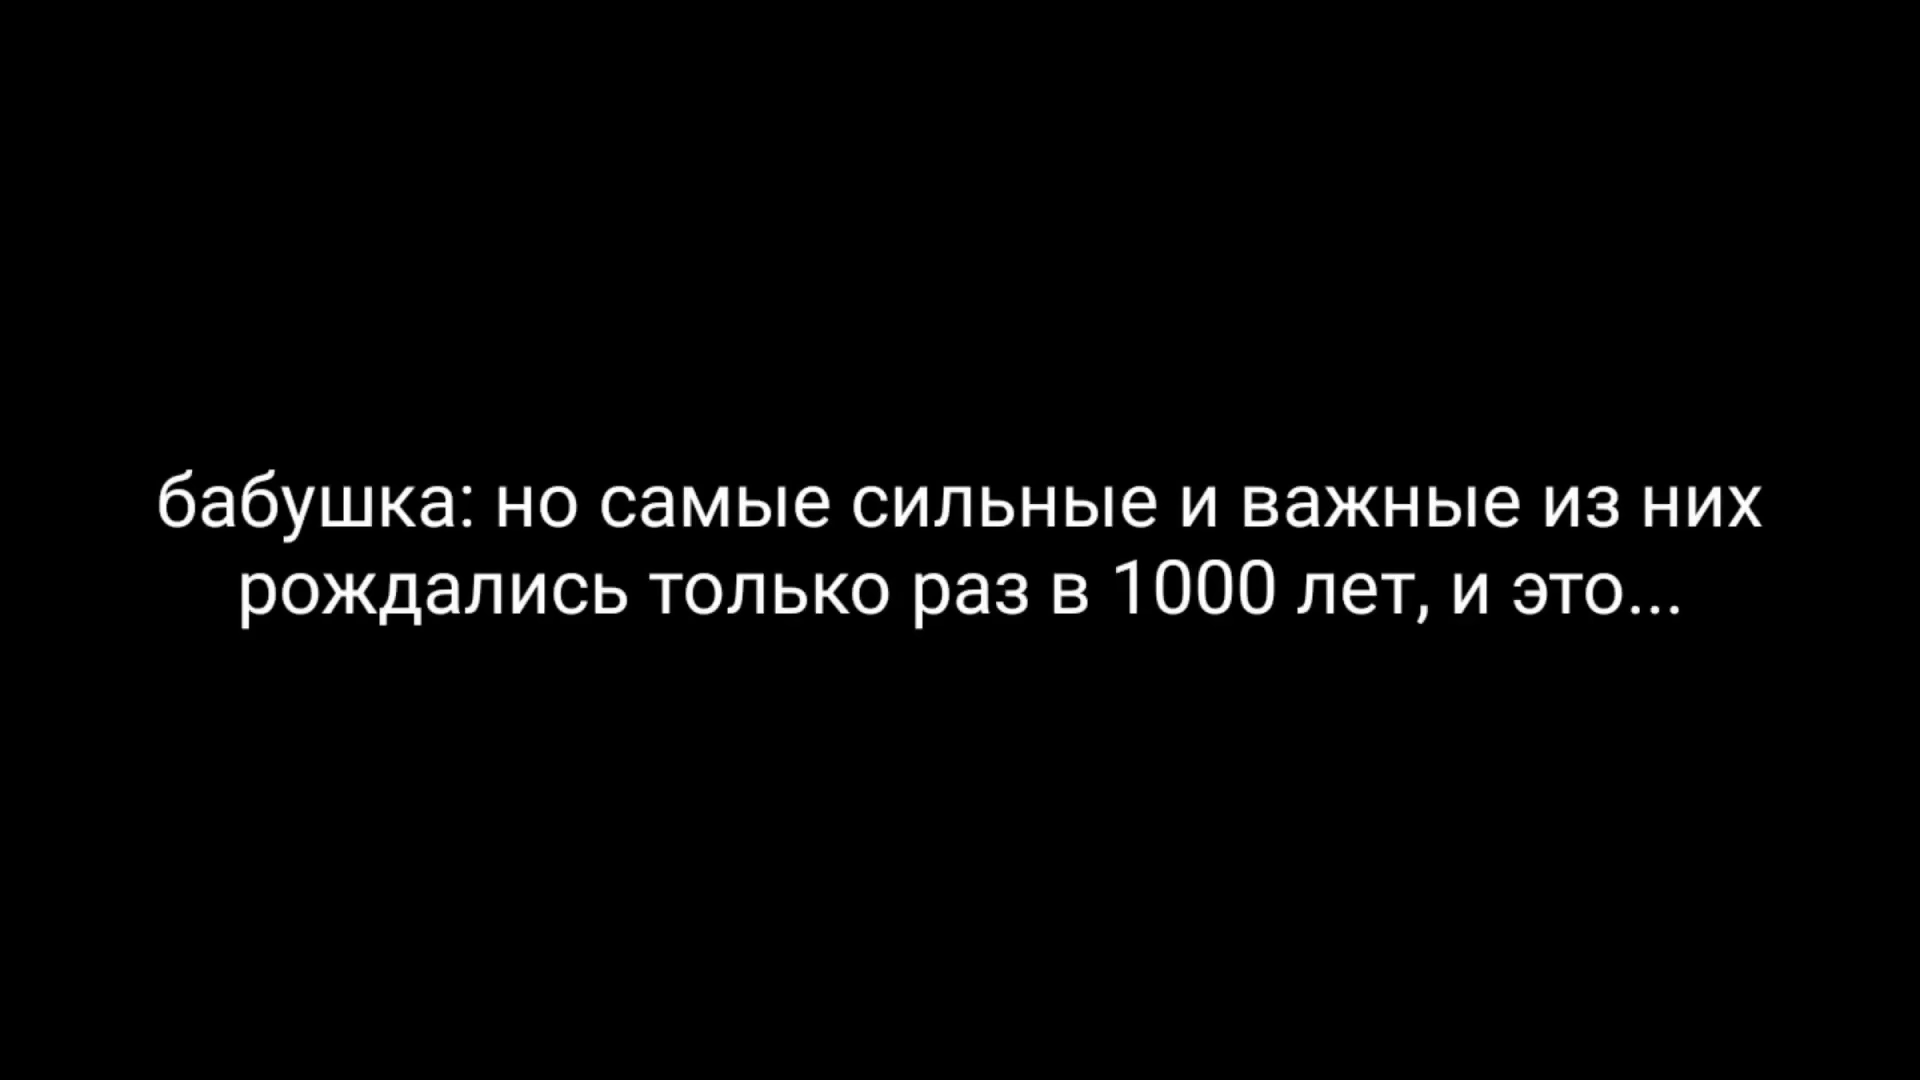 бабушка: но самые сильные и важные из них
рождались только раз в 1000 лет, и это...